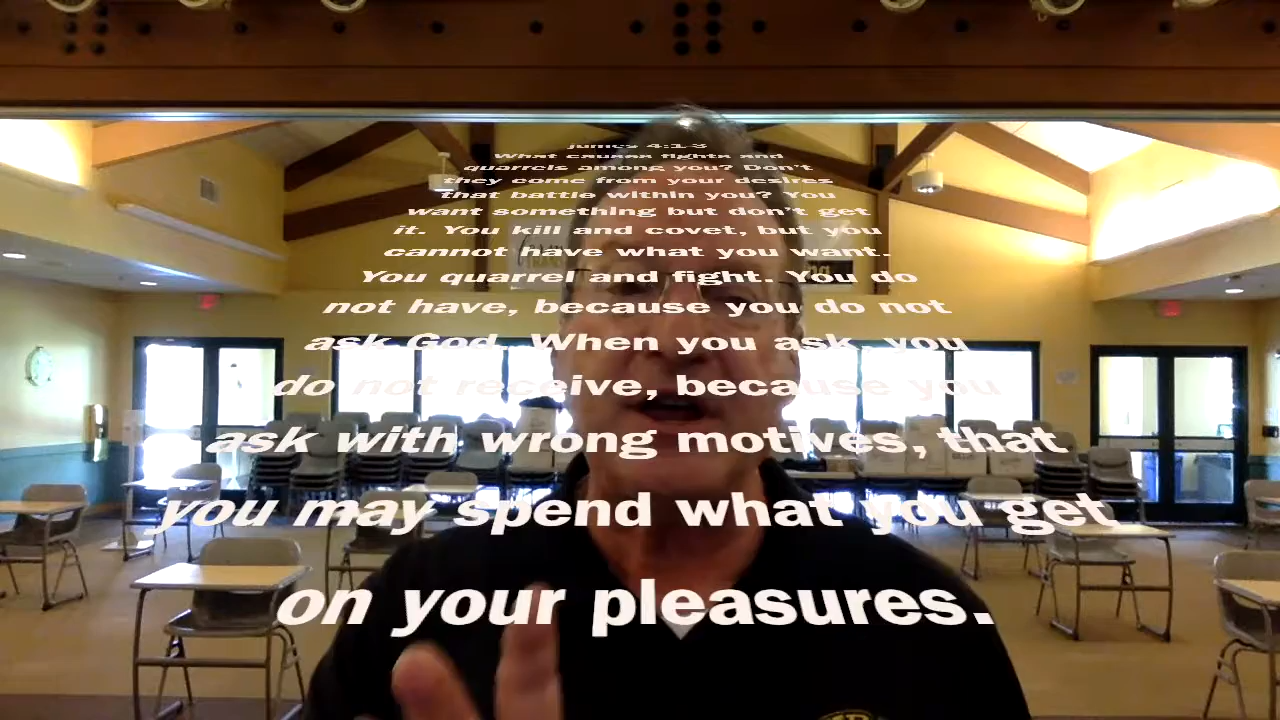 James 4:1-3
What causes fights and
quarrels among you? Don't
they come from your desires
that battle within you? You
want something but don't get
it. You kill and covet, but you
cannot have what you want.
You quarrel and fight. You do
not have, because you do not
ask God. When you ask, you
do not receive, because you
ask with wrong motives, that
you may spend what you get
on your pleasures.